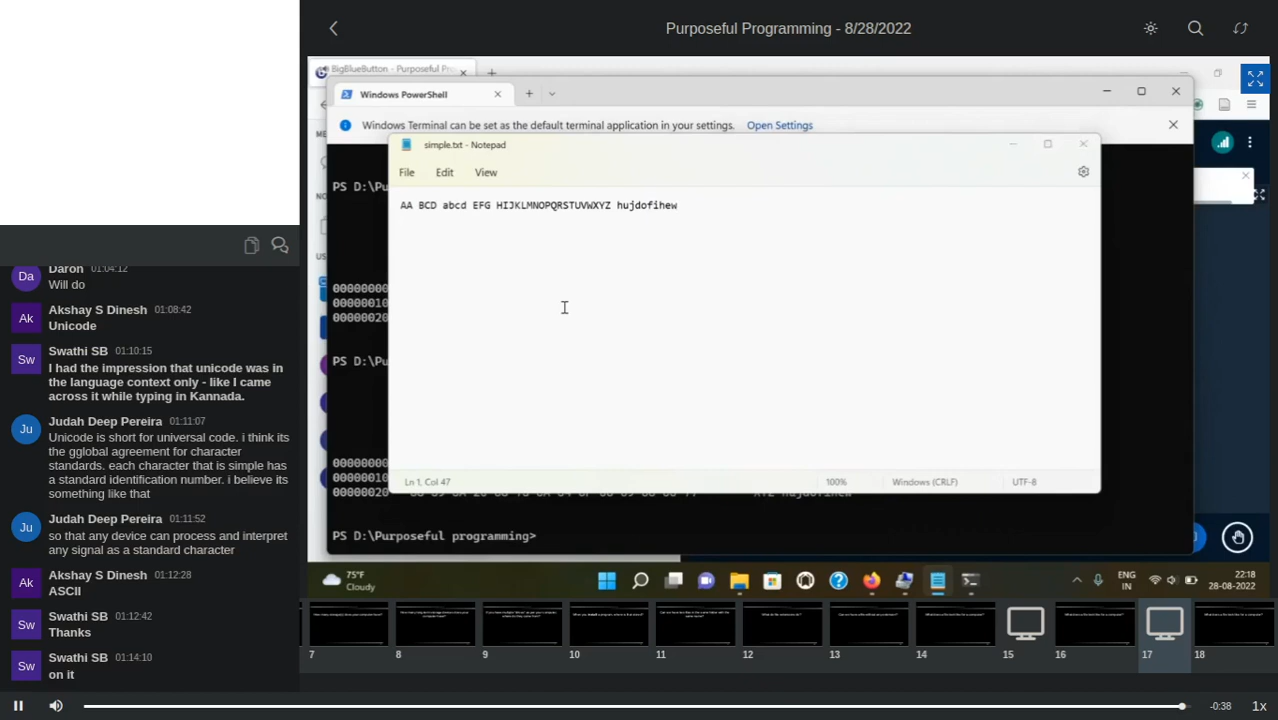 Purposeful Programming - 8/28/2022
BigBlueButton - Purposeful Pr
Windows PowerShell
Windows Terminal can be set as the default terminal application in your settings. Open Settings
simple.txt - Notepad
File Edit View
PS D:\Pu
AA BCD abcd EFG HIJKLMNOPQRSTUVWXYZ hujdofihew
00000000
00000010
00000020
PS D:\Pu
00000000
00000010
00000020
Ln 1, Col 47 100% Windows (CRLF) UTF-8
XYZ hujdofihew
PS D:\Purposeful programming>
75°F
Cloudy
ENG
IN
22:18
28-08-2022
Da
Daron 01:04:12
Will do
Ak
Akshay S Dinesh 01:08:42
Unicode
Sw
Swathi SB 01:10:15
I had the impression that unicode was in
the language context only - like I came
across it while typing in Kannada.
Ju
Judah Deep Pereira 01:11:07
Unicode is short for universal code. i think its
the gglobal agreement for character
standards. each character that is simple has
a standard identification number. i believe its
something like that
Ju
Judah Deep Pereira 01:11:52
so that any device can process and interpret
any signal as a standard character
Ak
Akshay S Dinesh 01:12:28
ASCII
Sw
Swathi SB 01:12:42
Thanks
Sw
Swathi SB 01:14:10
on it
7 8 9 10 11 12 13 14 15 16 17 18
-0:38 1x